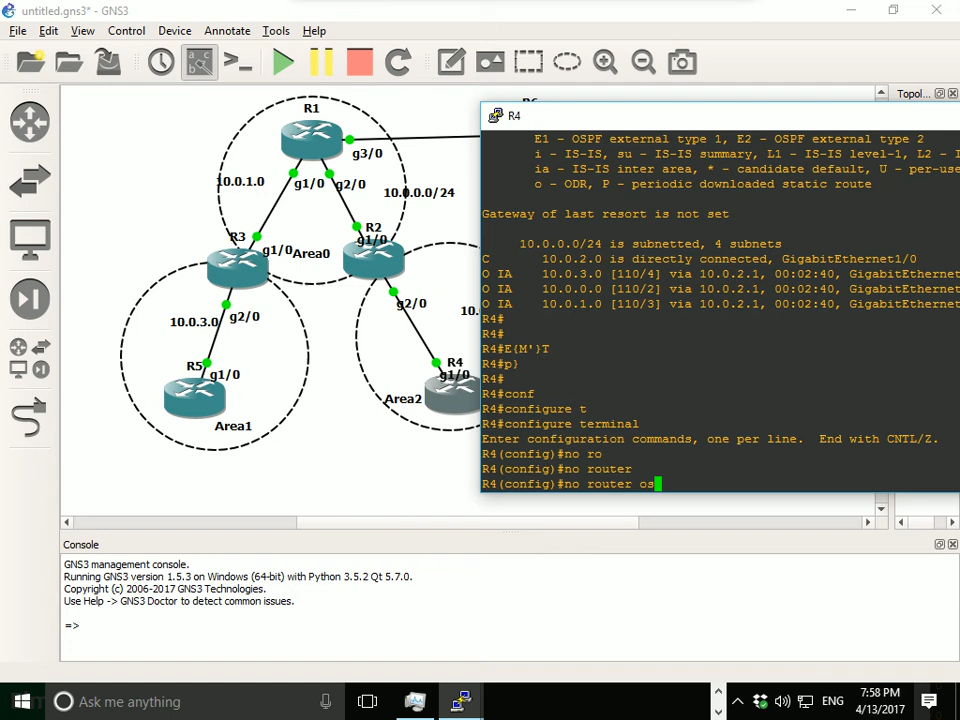 untitled.gns3* - GNS3
File Edit View Control Device Annotate Tools Help
Topol...
R1
g3/0
10.0.1.0
g1/0
g2/0
10.0.0.0/24
R2
g1/0
R3
g1/0
Area0
g2/0
10.0.3.0
g2/0
R5
g1/0
R4
g1/0
Area2
Area1
R4
E1 - OSPF external type 1, E2 - OSPF external type 2
i - IS-IS, su - IS-IS summary, L1 - IS-IS level-1, L2 - I
ia - IS-IS inter area, * - candidate default, U - per-use
o - ODR, P - periodic downloaded static route
Gateway of last resort is not set
10.0.0.0/24 is subnetted, 4 subnets
C 10.0.2.0 is directly connected, GigabitEthernet1/0
O IA 10.0.3.0 [110/4] via 10.0.2.1, 00:02:40, GigabitEthernet
O IA 10.0.0.0 [110/2] via 10.0.2.1, 00:02:40, GigabitEthernet
O IA 10.0.1.0 [110/3] via 10.0.2.1, 00:02:40, GigabitEthernet
R4#
R4#
R4#E{M'}T
R4#p}
R4#
R4#conf
R4#configure t
R4#configure terminal
Enter configuration commands, one per line. End with CNTL/Z.
R4(config)#no ro
R4(config)#no router
R4(config)#no router os
Console
GNS3 management console.
Running GNS3 version 1.5.3 on Windows (64-bit) with Python 3.5.2 Qt 5.7.0.
Copyright (c) 2006-2017 GNS3 Technologies.
Use Help -> GNS3 Doctor to detect common issues.
=>
Ask me anything
ENG
7:58 PM
4/13/2017